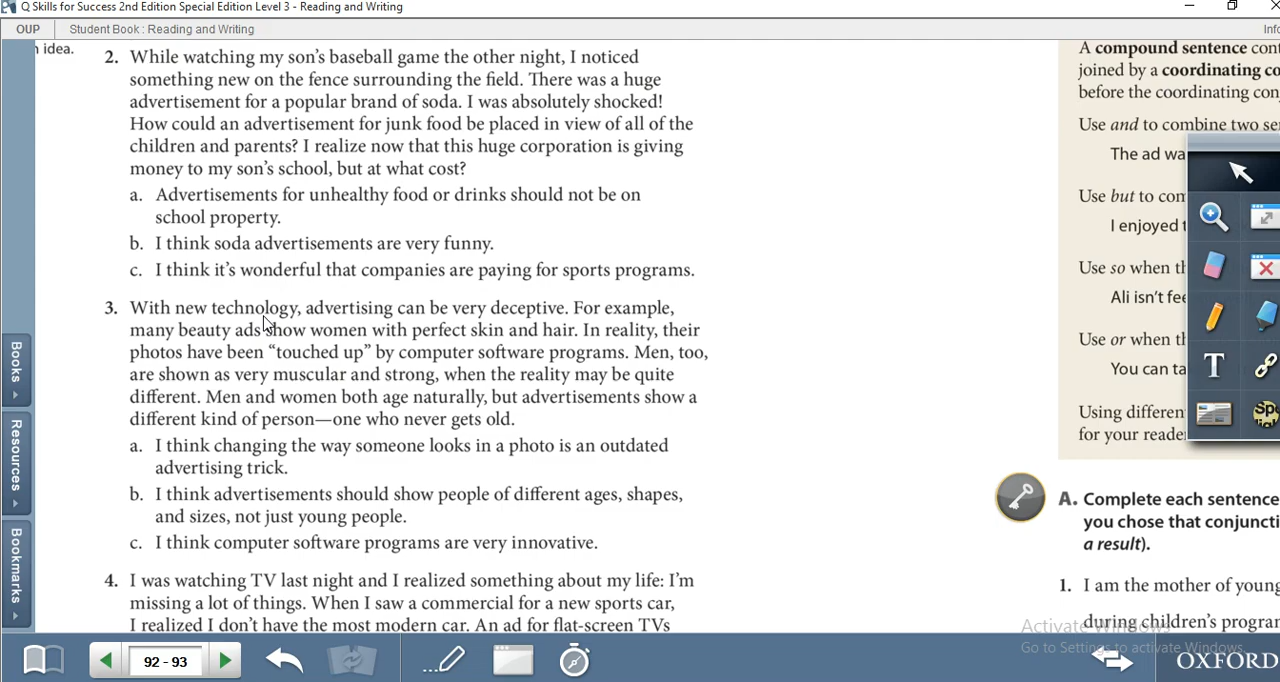 Q Skills for Success 2nd Edition Special Edition Level 3 - Reading and Writing
OUP
Student Book : Reading and Writing
Info
idea.
2. While watching my son's baseball game the other night, I noticed
something new on the fence surrounding the field. There was a huge
advertisement for a popular brand of soda. I was absolutely shocked!
How could an advertisement for junk food be placed in view of all of the
children and parents? I realize now that this huge corporation is giving
money to my son's school, but at what cost?
a. Advertisements for unhealthy food or drinks should not be on
school property.
b. I think soda advertisements are very funny.
c. I think it's wonderful that companies are paying for sports programs.
3. With new technology, advertising can be very deceptive. For example,
many beauty ads show women with perfect skin and hair. In reality, their
photos have been “touched up” by computer software programs. Men, too,
are shown as very muscular and strong, when the reality may be quite
different. Men and women both age naturally, but advertisements show a
different kind of person—one who never gets old.
a. I think changing the way someone looks in a photo is an outdated
advertising trick.
b. I think advertisements should show people of different ages, shapes,
and sizes, not just young people.
c. I think computer software programs are very innovative.
4. I was watching TV last night and I realized something about my life: I'm
missing a lot of things. When I saw a commercial for a new sports car,
I realized I don't have the most modern car. An ad for flat-screen TVs
A compound sentence cont
joined by a coordinating co
before the coordinating con
Use and to combine two se
The ad wa
Use but to com
I enjoyed
Use so when th
Ali isn't fee
Use or when th
You can ta
Using differen
for your reade
T
Spo
A. Complete each sentence
you chose that conjuncti
a result).
1. I am the mother of young
during children's progran
Activate Windows
Go to Settings to activate Windows.
Books
Resources
Bookmarks
92 - 93
OXFORD